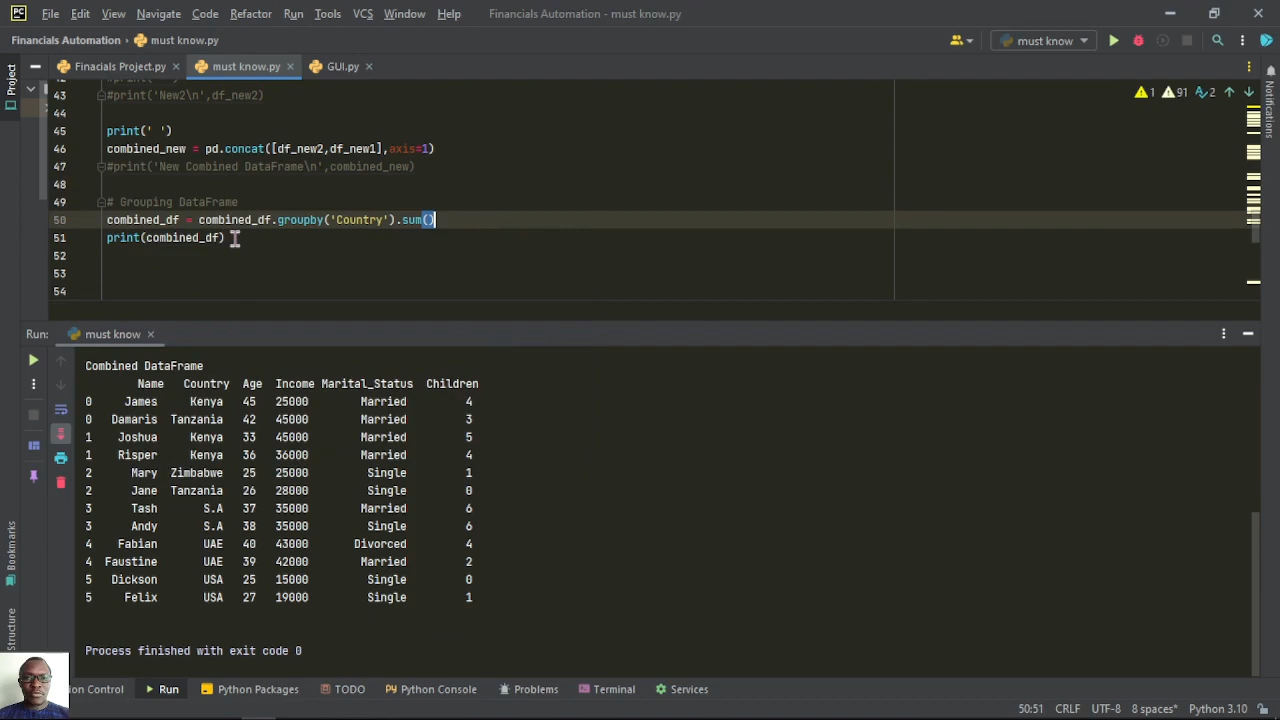 PC File Edit View Navigate Code Refactor Run Tools VCS Window Help Financials Automation - must know.py
Financials Automation must know.py must know
Project Finacials Project.py must know.py GUI.py
1 91 2
Notifications
43 #print('New2\n',df_new2)
44
45 print(' ')
46 combined_new = pd.concat([df_new2,df_new1],axis=1)
47 #print('New Combined DataFrame\n',combined_new)
48
49 # Grouping DataFrame
50 combined_df = combined_df.groupby('Country').sum()
51 print(combined_df)
52
53
54
Run: must know
Combined DataFrame
Name Country Age Income Marital_Status Children
0 James Kenya 45 25000 Married 4
0 Damaris Tanzania 42 45000 Married 3
1 Joshua Kenya 33 45000 Married 5
1 Risper Kenya 36 36000 Married 4
2 Mary Zimbabwe 25 25000 Single 1
2 Jane Tanzania 26 28000 Single 0
3 Tash S.A 37 35000 Married 6
3 Andy S.A 38 35000 Single 6
4 Fabian UAE 40 43000 Divorced 4
4 Faustine UAE 39 42000 Married 2
5 Dickson USA 25 15000 Single 0
5 Felix USA 27 19000 Single 1
Process finished with exit code 0
Bookmarks
Structure
Control Run Python Packages TODO Python Console Problems Terminal Services
50:51 CRLF UTF-8 8 spaces* Python 3.10